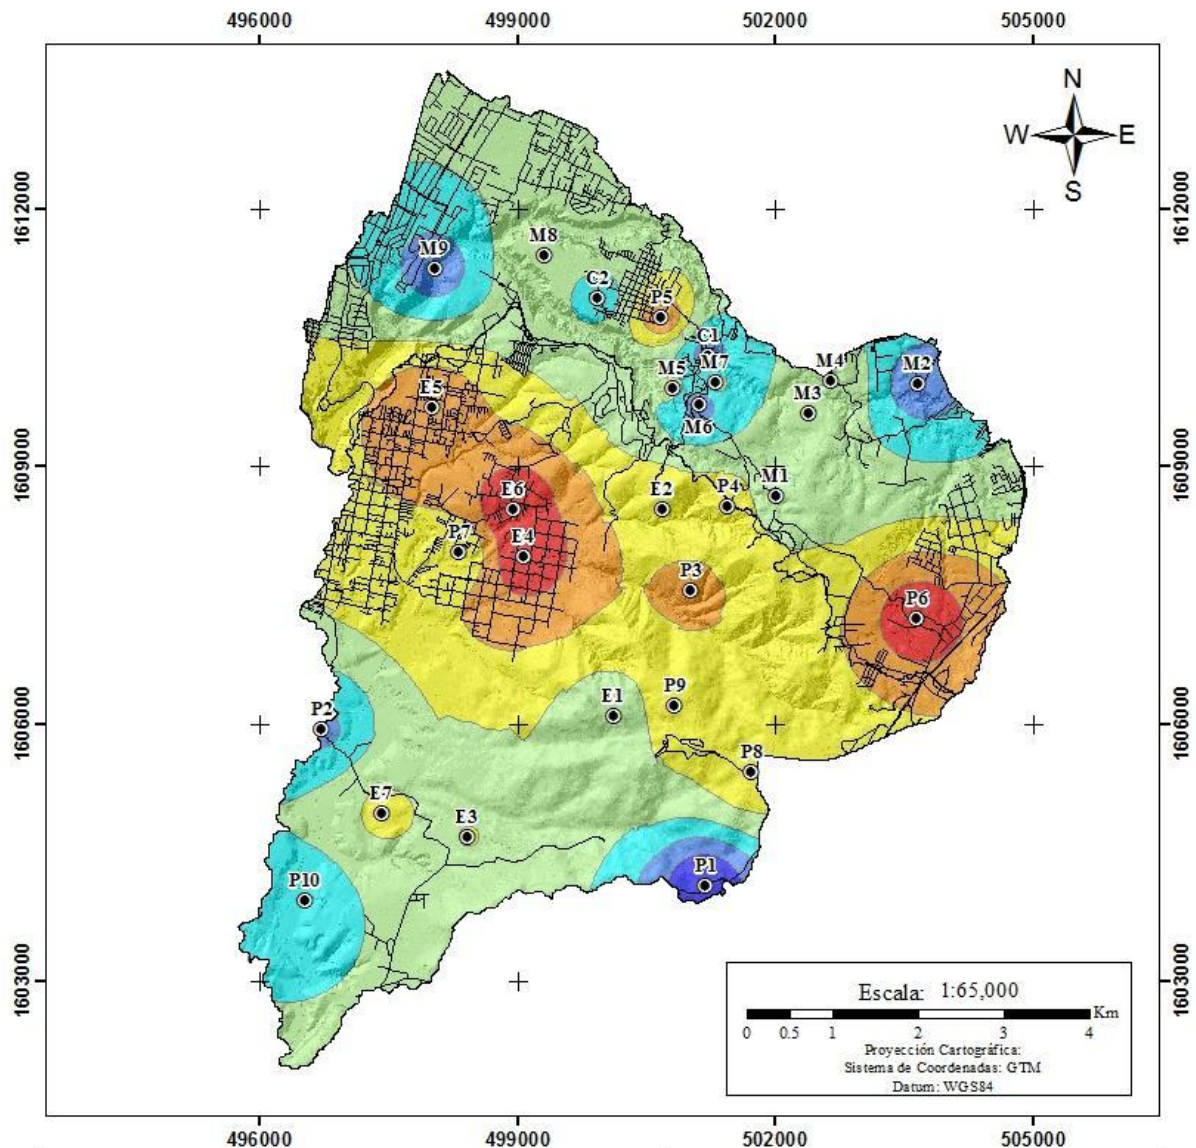 496000 499000 502000 505000
N
W E
S
1612000 1612000
M8
M9
C2
P5
C1
M7
M4
M2
M5
M3
E5
M6
1609000 1609000
M1
E6
E2
P4
P7
E4
P3
P6
P9
E1
P2
1606000 1606000
P8
E7
E3
P1
P10
1603000 1603000
Escala: 1:65,000
Km
0 0.5 1 2 3 4
Proyección Cartográfica:
Sistema de Coordenadas: GTM
Datum: WGS84
496000 499000 502000 505000